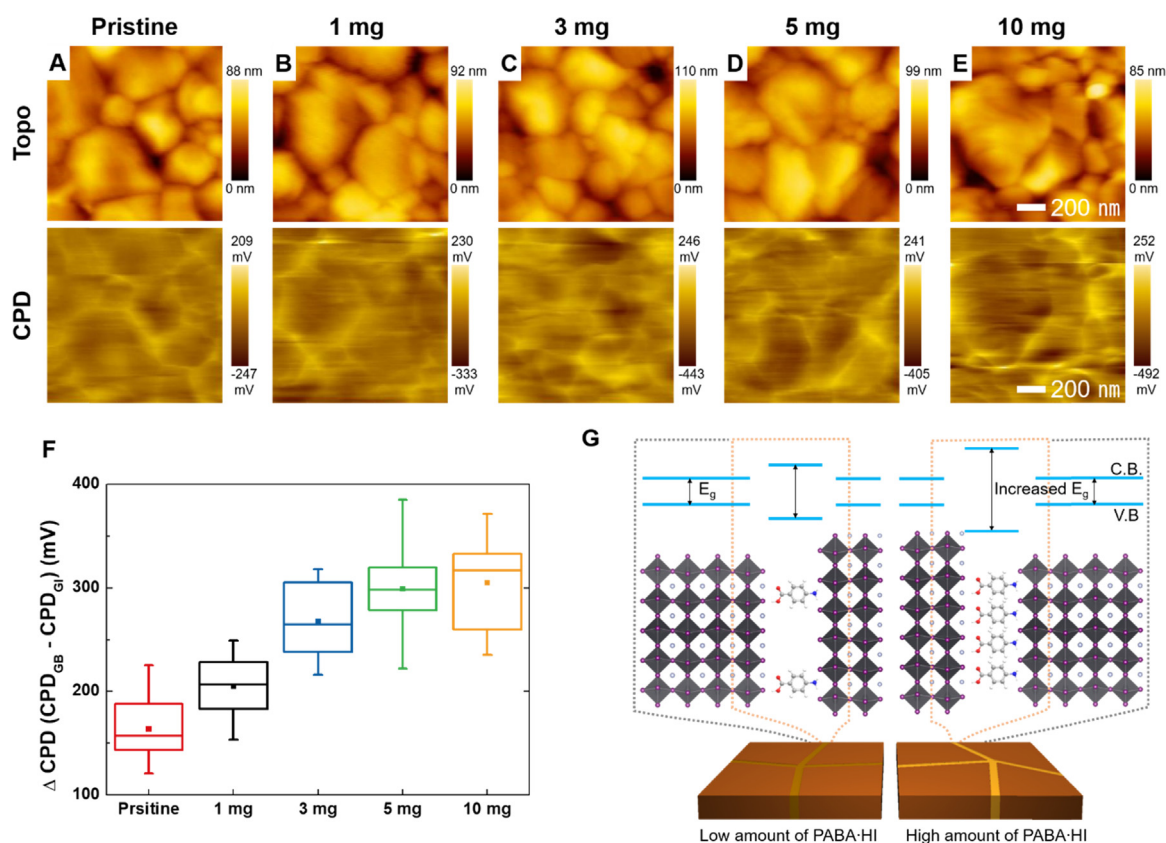 Pristine
1 mg
3 mg
5 mg
10 mg
Topo
A
88 nm
0 nm
B
92 nm
0 nm
C
110 nm
0 nm
D
99 nm
0 nm
E
85 nm
0 nm
200 nm
CPD
209
mV
-247
mV
230
mV
-333
mV
246
mV
-443
mV
241
mV
-405
mV
252
mV
-492
mV
200 nm
F
Δ CPD (CPD_GB - CPD_GI) (mV)
400
300
200
100
Prsitine
1 mg
3 mg
5 mg
10 mg
G
E_g
Increased E_g
C.B.
V.B
Low amount of PABA·HI
High amount of PABA·HI